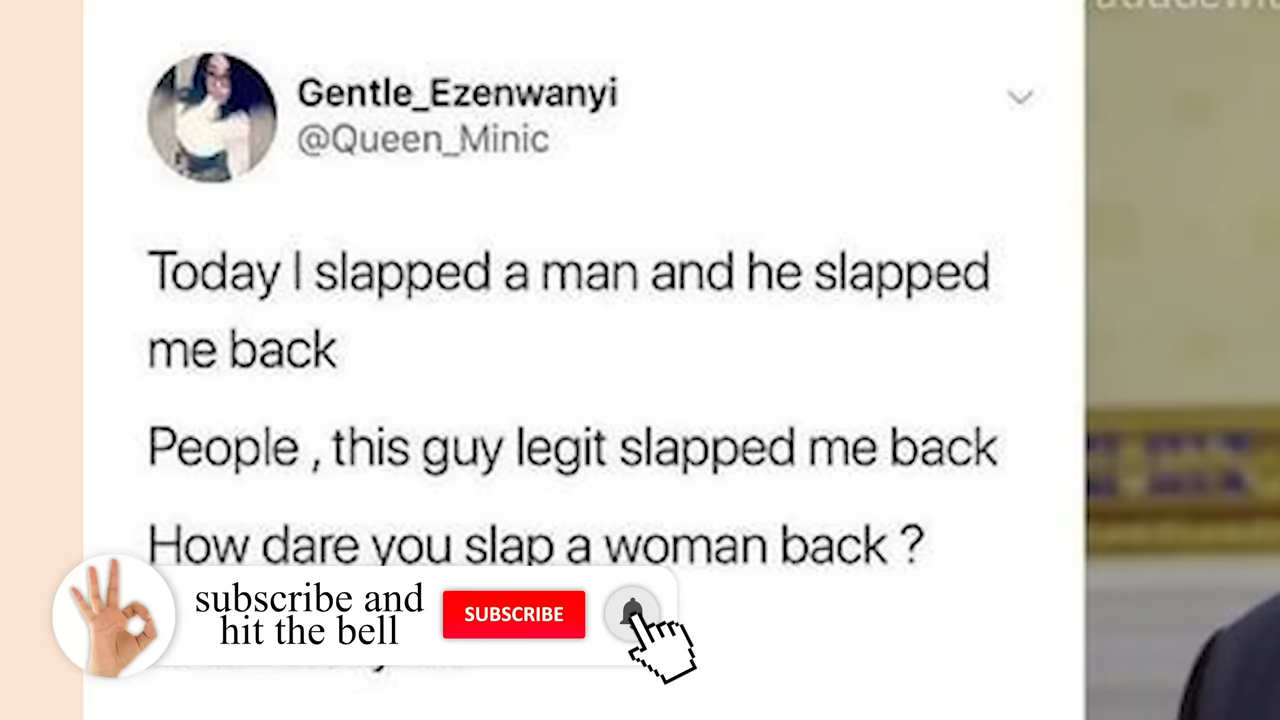 Gentle_Ezenwanyi
@Queen_Minic
Today I slapped a man and he slapped
me back
People , this guy legit slapped me back
How dare you slap a woman back ?
subscribe and
hit the bell
SUBSCRIBE